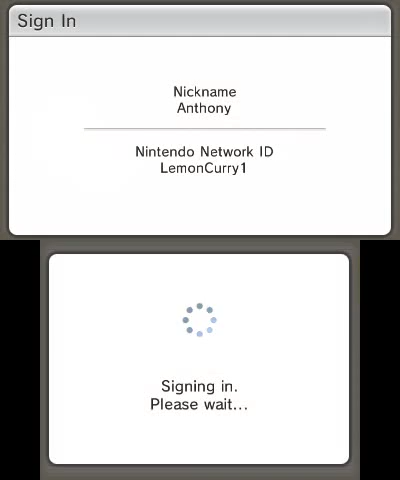 Sign In
Nickname
Anthony
Nintendo Network ID
LemonCurry1
Signing in.
Please wait...